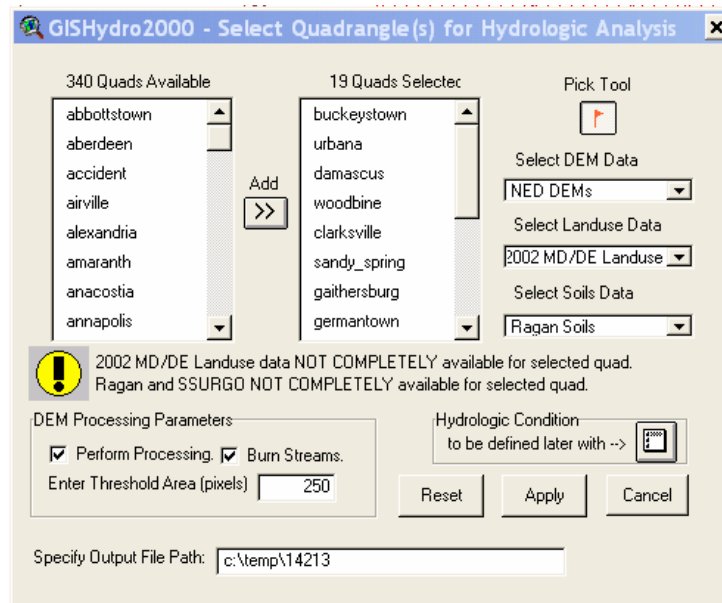 GISHydro2000 - Select Quadrangle(s) for Hydrologic Analysis
340 Quads Available
abbottstown
aberdeen
accident
airville
alexandria
amaranth
anacostia
annapolis
Add
>>
19 Quads Selected
buckeystown
urbana
damascus
woodbine
clarksville
sandy_spring
gaithersburg
germantown
Pick Tool
Select DEM Data
NED DEMs
Select Landuse Data
2002 MD/DE Landuse
Select Soils Data
Ragan Soils
2002 MD/DE Landuse data NOT COMPLETELY available for selected quad.
Ragan and SSURGO NOT COMPLETELY available for selected quad.
DEM Processing Parameters
Perform Processing. Burn Streams.
Enter Threshold Area (pixels) 250
Hydrologic Condition
to be defined later with -->
Reset Apply Cancel
Specify Output File Path: c:\temp\14213